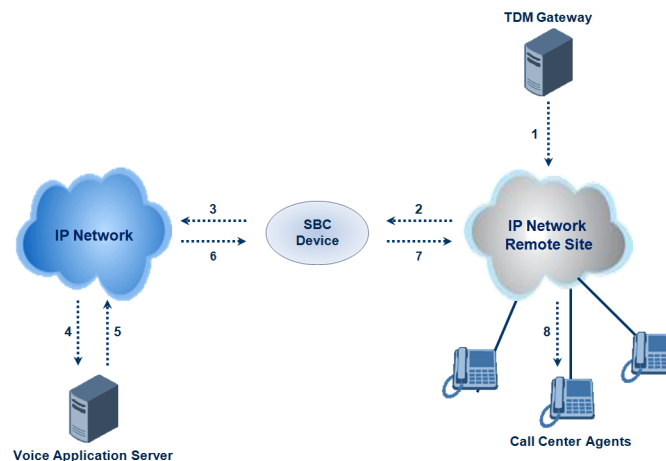 TDM Gateway
1
3
2
IP Network
SBC
Device
IP Network
Remote Site
6
7
4
5
8
Call Center Agents
Voice Application Server